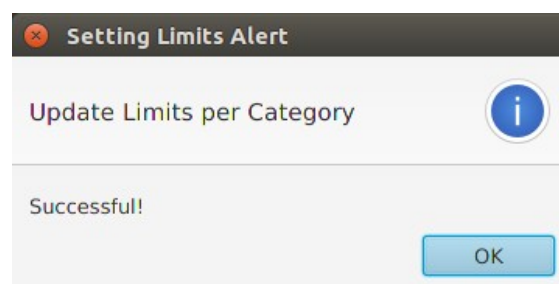 Setting Limits Alert
Update Limits per Category
i
Successful!
OK